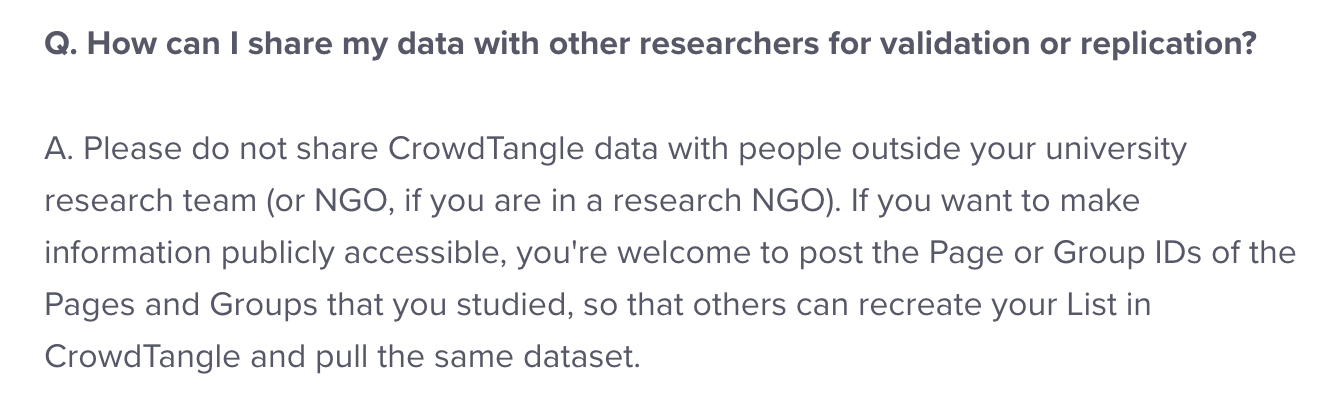 Q. How can I share my data with other researchers for validation or replication?
A. Please do not share CrowdTangle data with people outside your university
research team (or NGO, if you are in a research NGO). If you want to make
information publicly accessible, you're welcome to post the Page or Group IDs of the
Pages and Groups that you studied, so that others can recreate your List in
CrowdTangle and pull the same dataset.